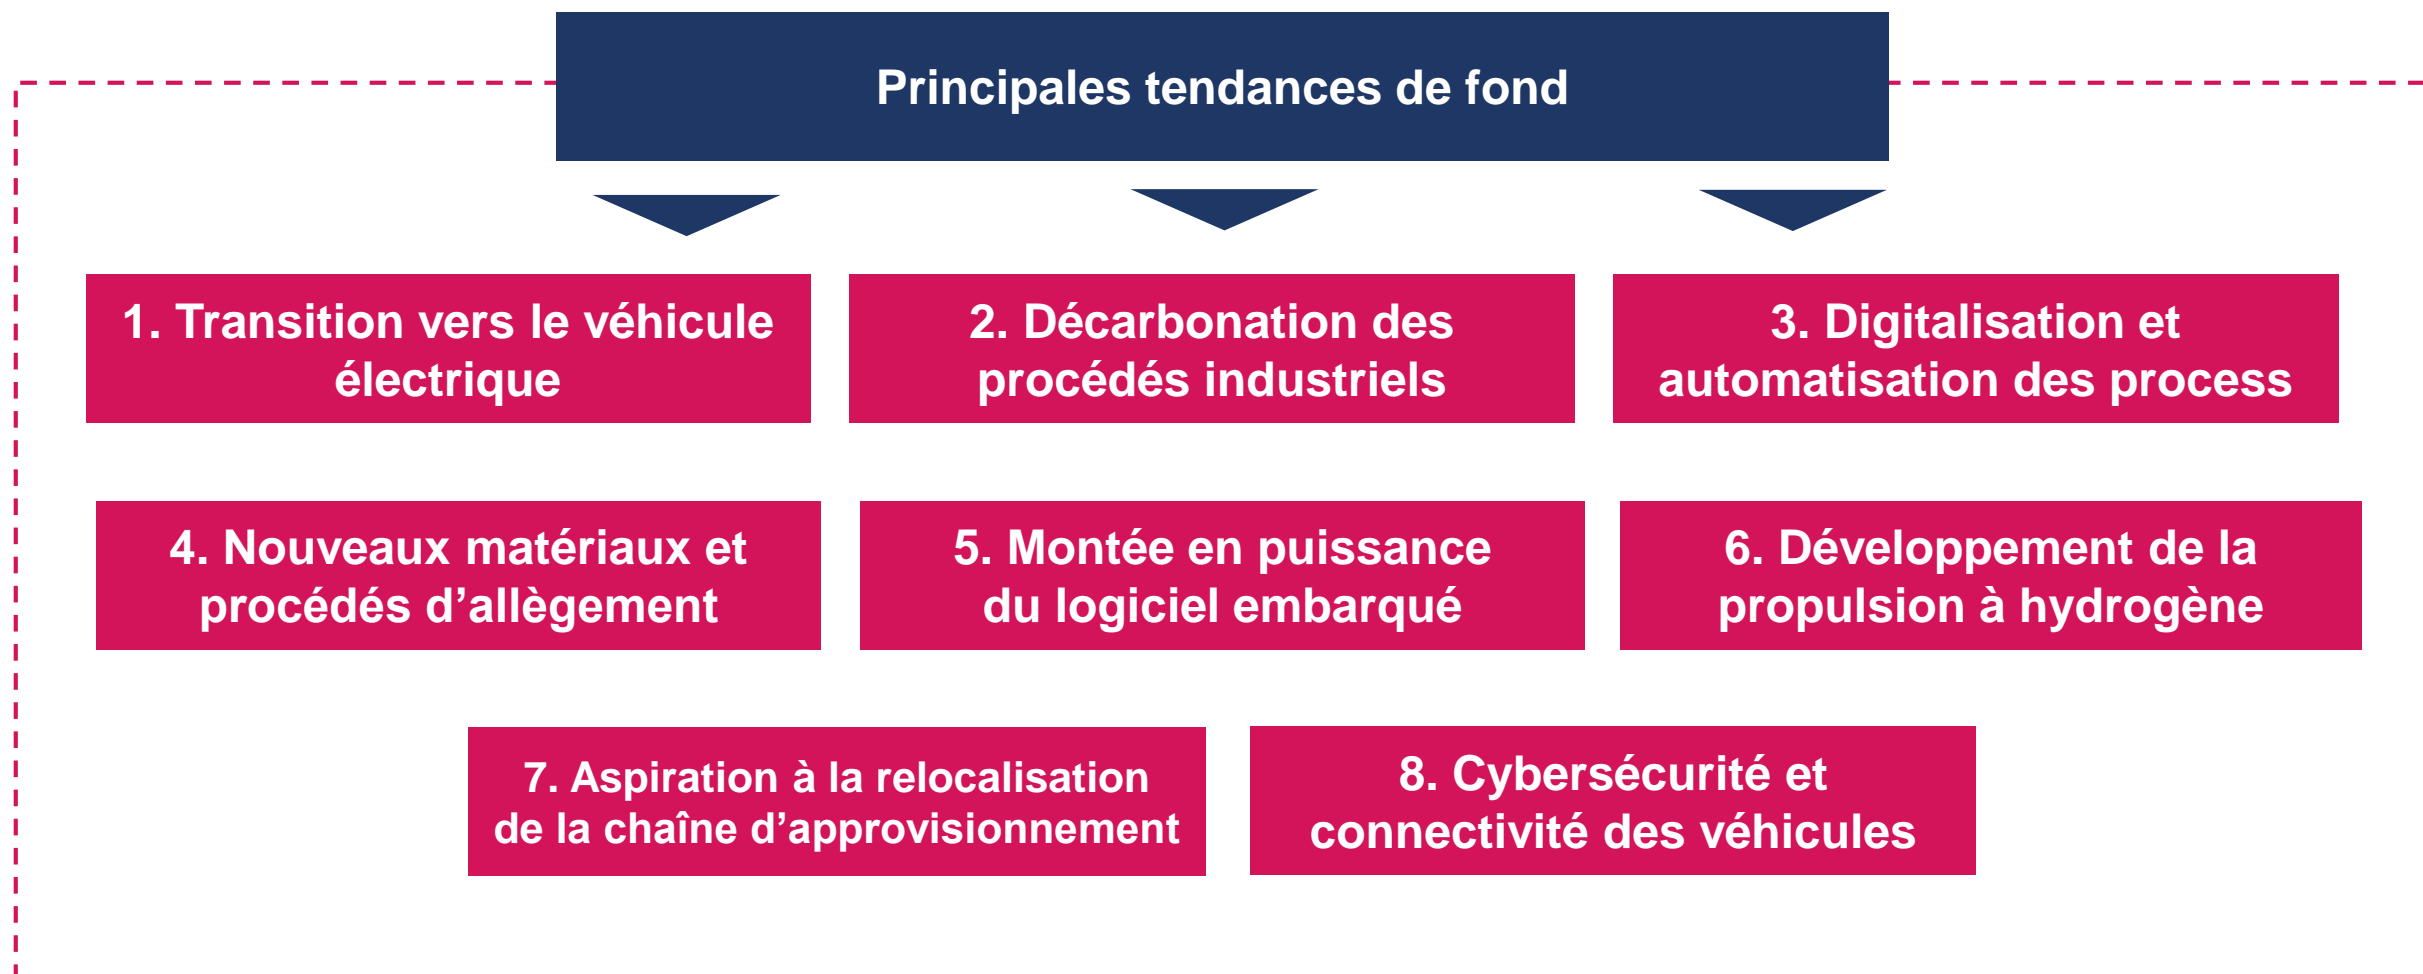 Principales tendances de fond
1. Transition vers le véhicule
électrique
2. Décarbonation des
procédés industriels
3. Digitalisation et
automatisation des process
4. Nouveaux matériaux et
procédés d’allègement
5. Montée en puissance
du logiciel embarqué
6. Développement de la
propulsion à hydrogène
7. Aspiration à la relocalisation
de la chaîne d’approvisionnement
8. Cybersécurité et
connectivité des véhicules